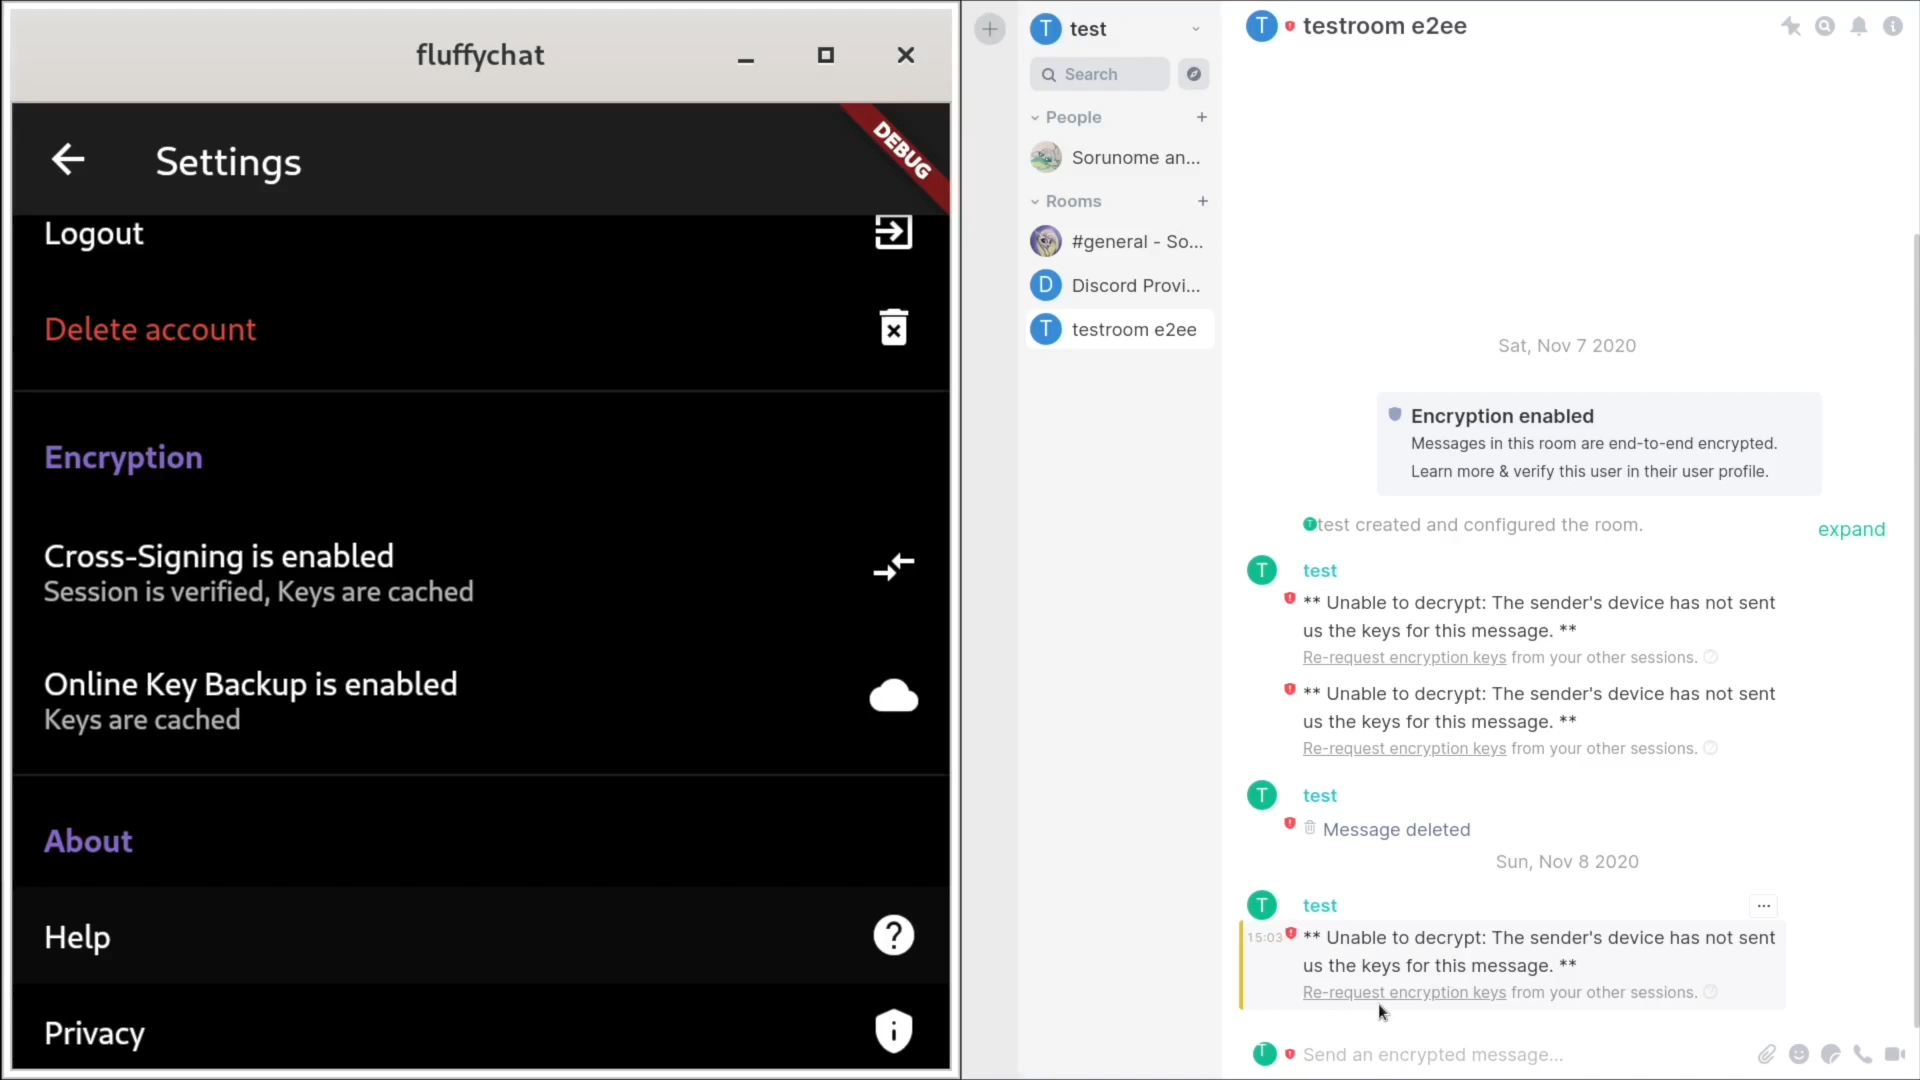 fluffychat
Settings
DEBUG
Logout
Delete account
Encryption
Cross-Signing is enabled
Session is verified, Keys are cached
Online Key Backup is enabled
Keys are cached
About
Help
Privacy
T test
Search
People
Sorunome an...
Rooms
#general - So...
D Discord Provi...
T testroom e2ee
T testroom e2ee
Sat, Nov 7 2020
Encryption enabled
Messages in this room are end-to-end encrypted.
Learn more & verify this user in their user profile.
T test created and configured the room.
expand
T test
** Unable to decrypt: The sender's device has not sent
us the keys for this message. **
Re-request encryption keys from your other sessions.
** Unable to decrypt: The sender's device has not sent
us the keys for this message. **
Re-request encryption keys from your other sessions.
T test
Message deleted
Sun, Nov 8 2020
T test
15:03 ** Unable to decrypt: The sender's device has not sent
us the keys for this message. **
Re-request encryption keys from your other sessions.
T Send an encrypted message...